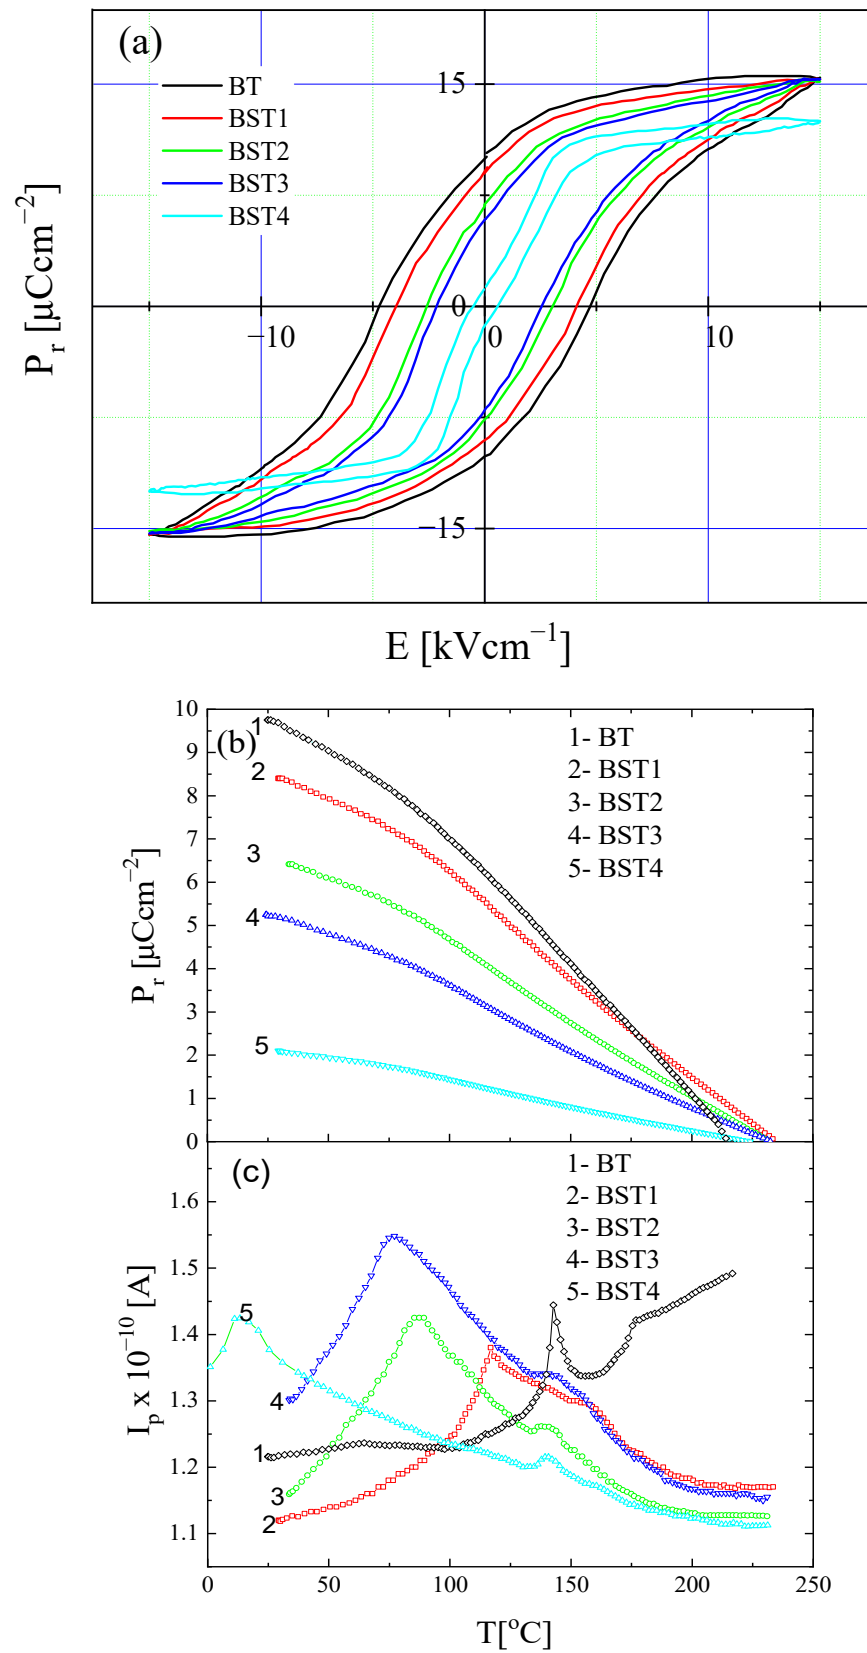 (a)
BT
BST1
BST2
BST3
BST4
15
0
−15
−10
0
10
P_r [μCcm⁻²]
E [kVcm⁻¹]
(b)
1- BT
2- BST1
3- BST2
4- BST3
5- BST4
1
2
3
4
5
10
9
8
7
6
5
4
3
2
1
0
P_r [μCcm⁻²]
(c)
1- BT
2- BST1
3- BST2
4- BST3
5- BST4
5
4
1
3
2
1.6
1.5
1.4
1.3
1.2
1.1
I_p x 10⁻¹⁰ [A]
0
50
100
150
200
250
T[°C]